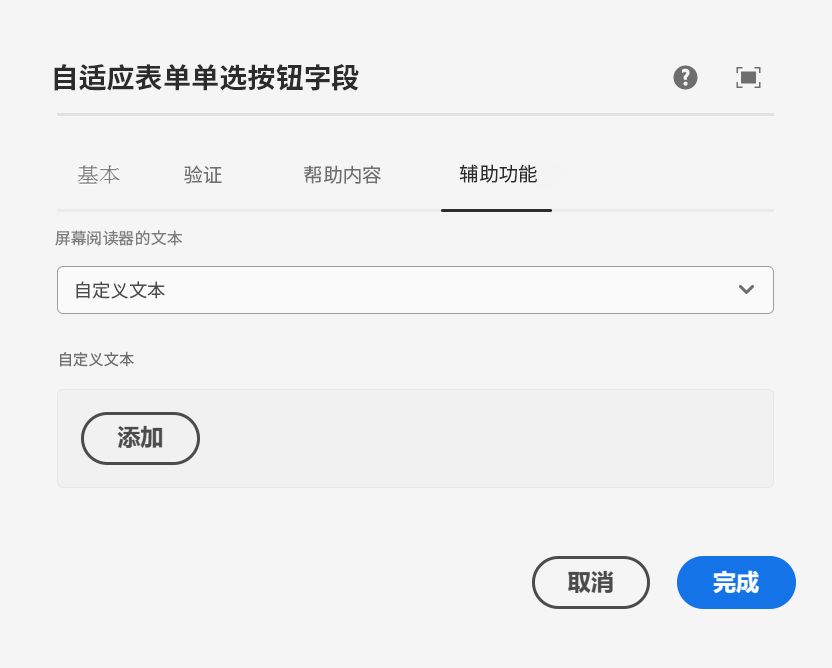 自适应表单单选按钮字段
基本 验证 帮助内容 辅助功能
屏幕阅读器的文本
自定义文本
自定义文本
添加
取消 完成